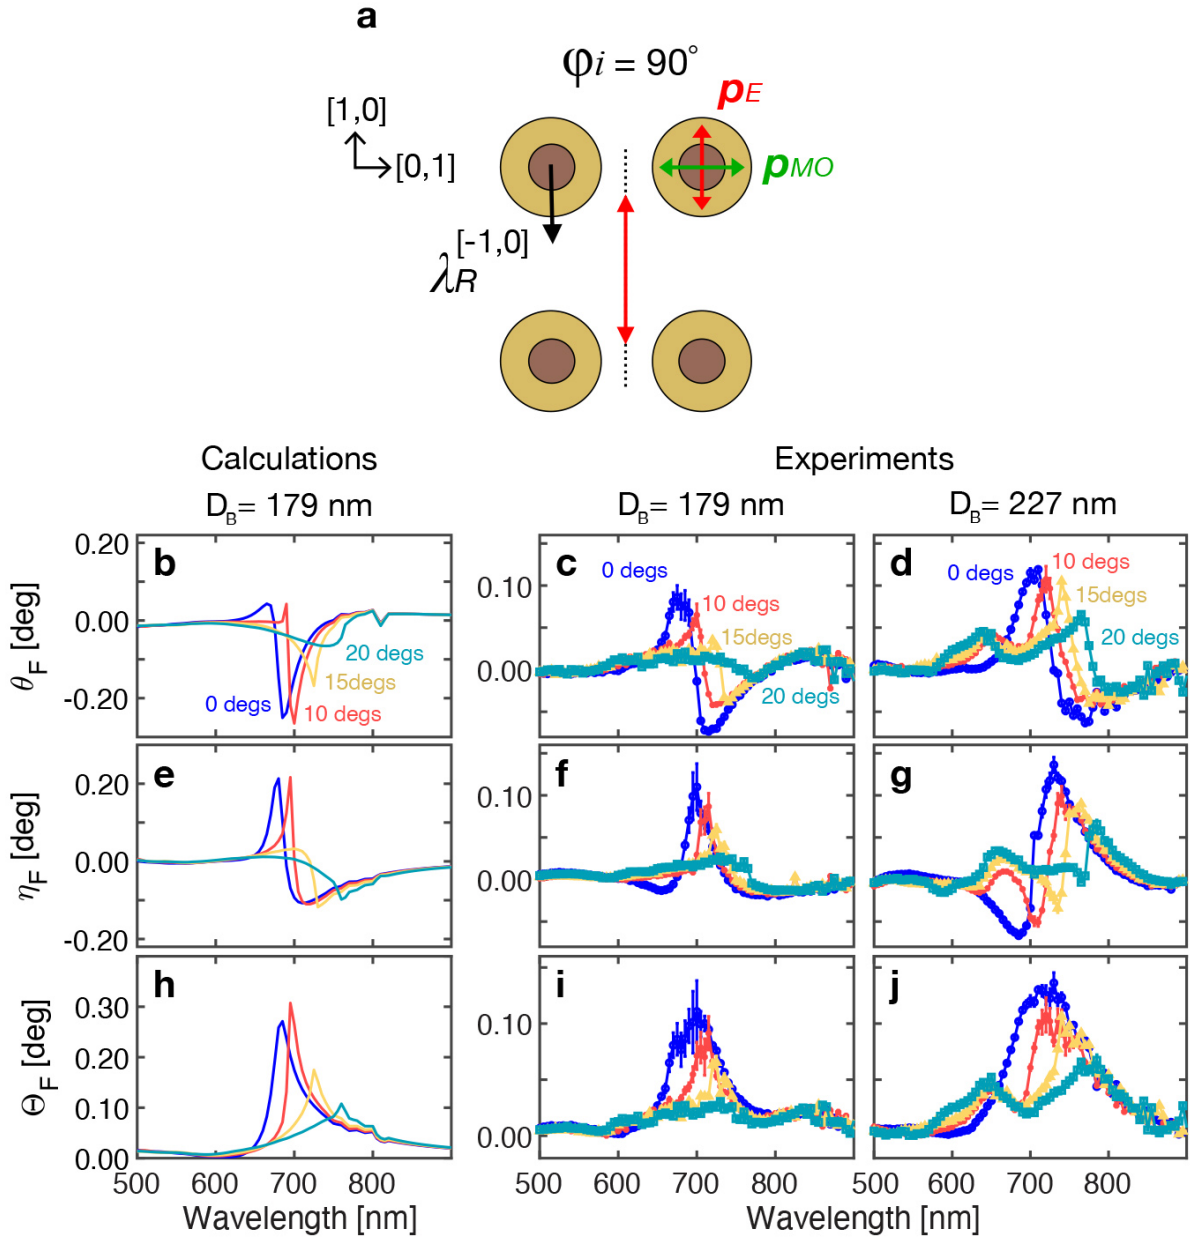 a
φi = 90°
[1,0]
[0,1]
pE
pMO
λR[-1,0]
Calculations
Experiments
DB= 179 nm
DB= 179 nm
DB= 227 nm
θF [deg]
0.20
0.00
-0.20
b
0 degs
10 degs
15degs
20 degs
0.10
0.00
c
0 degs
10 degs
15degs
20 degs
d
0 degs
10 degs
15degs
20 degs
ηF [deg]
0.20
0.00
-0.20
e
0.10
0.00
f
g
ΘF [deg]
0.30
0.20
0.10
0.00
h
0.10
0.00
i
j
500 600 700 800
500 600 700 800
500 600 700 800
Wavelength [nm]
Wavelength [nm]